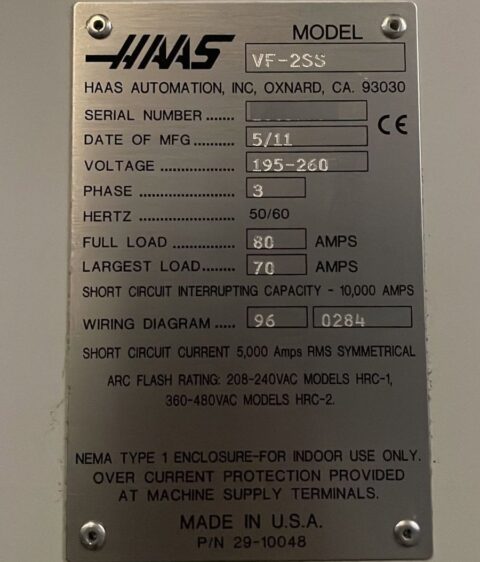 MODEL
HAAS VF-2SS
HAAS AUTOMATION, INC, OXNARD, CA. 93030
SERIAL NUMBER .......
DATE OF MFG .......... 5/11
CE
VOLTAGE ............... 195-260
PHASE .................. 3
HERTZ .................. 50/60
FULL LOAD ............... 80 AMPS
LARGEST LOAD........ 70 AMPS
SHORT CIRCUIT INTERRUPTING CAPACITY - 10,000 AMPS
WIRING DIAGRAM ..... 96 0284
SHORT CIRCUIT CURRENT 5,000 Amps RMS SYMMETRICAL
ARC FLASH RATING: 208-240VAC MODELS HRC-1,
360-480VAC MODELS HRC-2.
NEMA TYPE 1 ENCLOSURE-FOR INDOOR USE ONLY.
OVER CURRENT PROTECTION PROVIDED
AT MACHINE SUPPLY TERMINALS.
MADE IN U.S.A.
P/N 29-10048